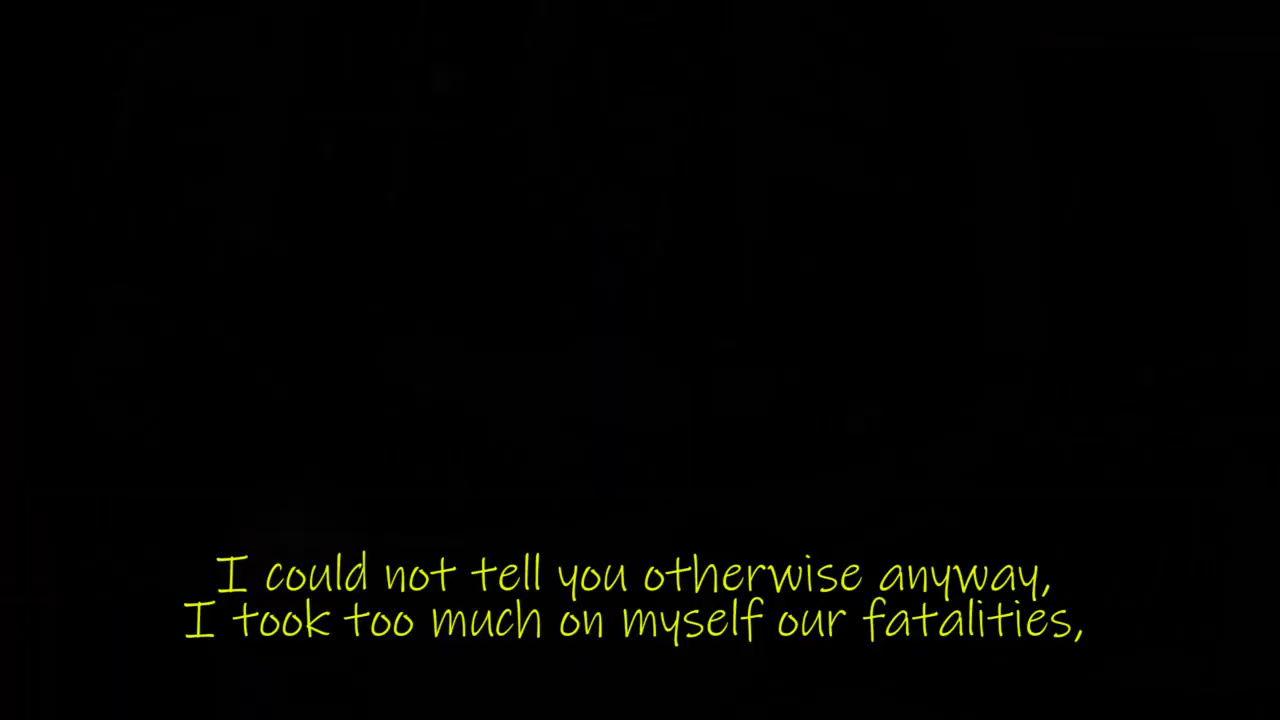 I could not tell you otherwise anyway,
I took too much on myself our fatalities,